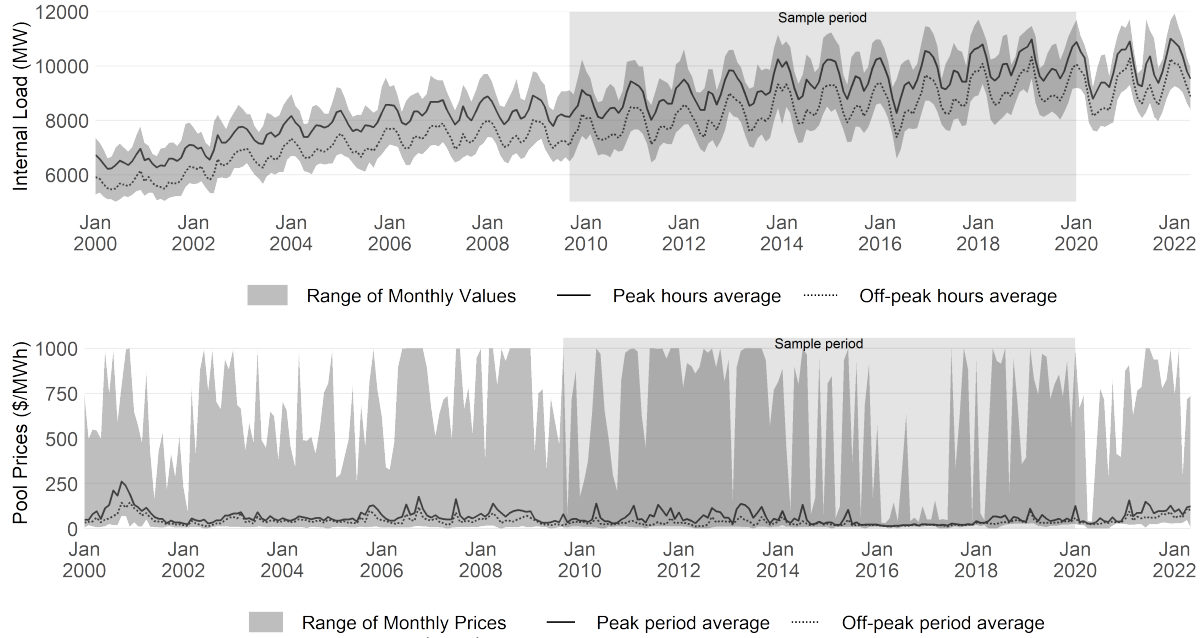 Internal Load (MW)
12000
10000
8000
6000
Sample period
Jan 2000
Jan 2002
Jan 2004
Jan 2006
Jan 2008
Jan 2010
Jan 2012
Jan 2014
Jan 2016
Jan 2018
Jan 2020
Jan 2022
Range of Monthly Values
Peak hours average
Off-peak hours average
Pool Prices ($/MWh)
1000
750
500
250
0
Sample period
Jan 2000
Jan 2002
Jan 2004
Jan 2006
Jan 2008
Jan 2010
Jan 2012
Jan 2014
Jan 2016
Jan 2018
Jan 2020
Jan 2022
Range of Monthly Prices
Peak period average
Off-peak period average